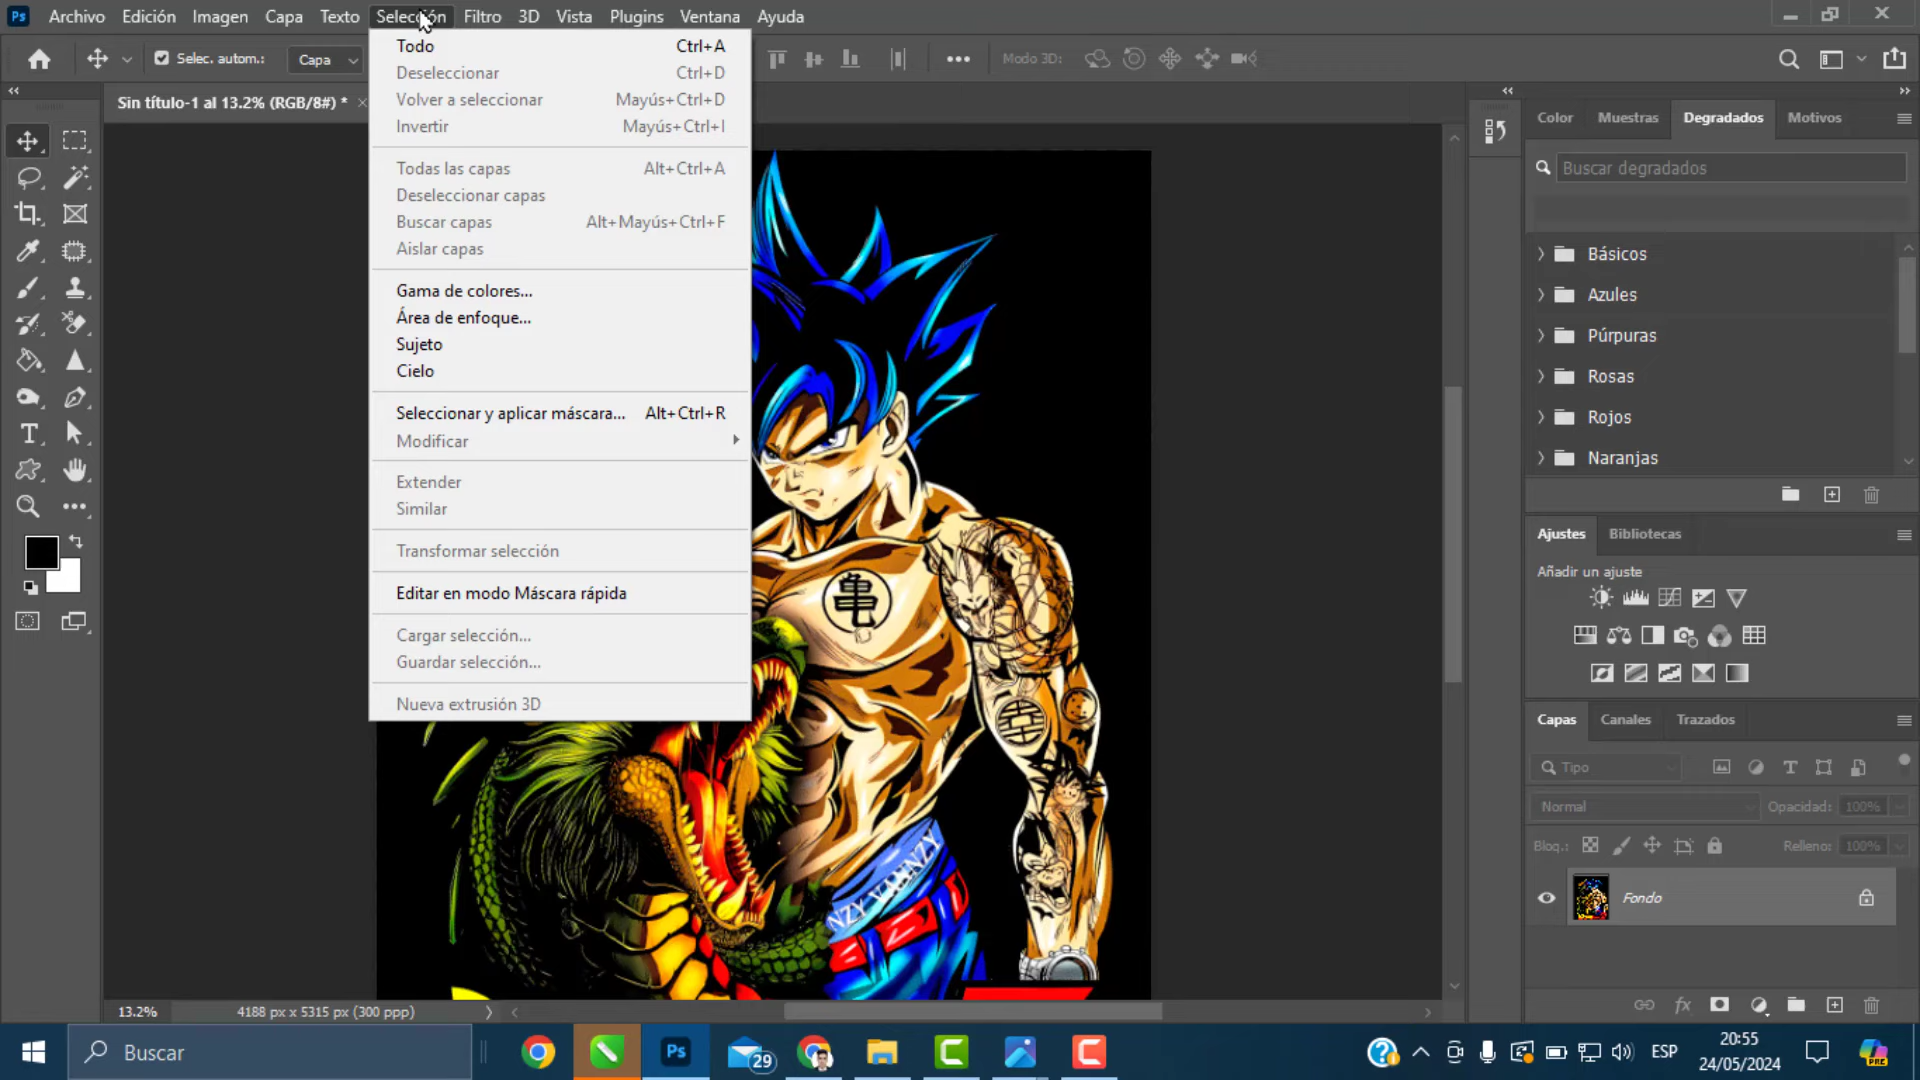 Ps Archivo Edición Imagen Capa Texto Selección Filtro 3D Vista Plugins Ventana Ayuda
Selec. autom.: Capa Modo 3D:
Sin título-1 al 13.2% (RGB/8#) *
Todo Ctrl+A
Deseleccionar Ctrl+D
Volver a seleccionar Mayús+Ctrl+D
Invertir Mayús+Ctrl+I
Todas las capas Alt+Ctrl+A
Deseleccionar capas
Buscar capas Alt+Mayús+Ctrl+F
Aislar capas
Gama de colores...
Área de enfoque...
Sujeto
Cielo
Seleccionar y aplicar máscara... Alt+Ctrl+R
Modificar
Extender
Similar
Transformar selección
Editar en modo Máscara rápida
Cargar selección...
Guardar selección...
Nueva extrusión 3D
亀
Color Muestras Degradados Motivos
Buscar degradados
Básicos
Azules
Púrpuras
Rosas
Rojos
Naranjas
Ajustes Bibliotecas
Añadir un ajuste
Capas Canales Trazados
Tipo
Normal Opacidad: 100%
Bloq.: Relleno: 100%
Fondo
fx
13.2% 4188 px x 5315 px (300 ppp)
Buscar
Ps
29
ESP
20:55
24/05/2024
PRE